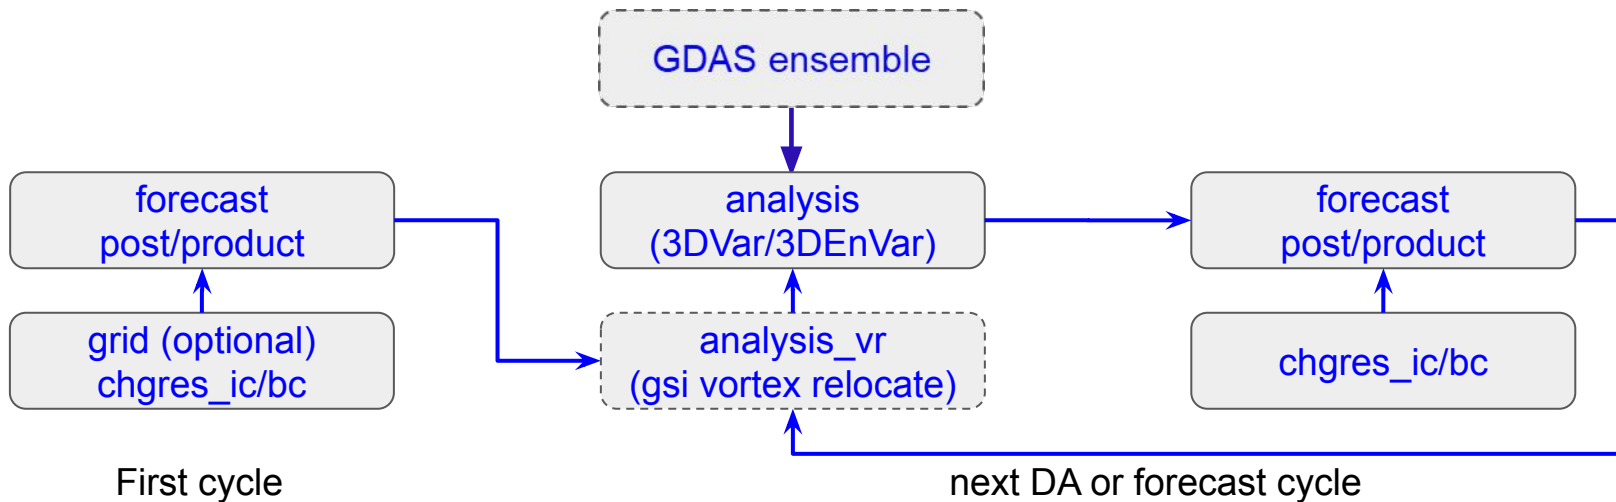 GDAS ensemble
forecast
post/product
analysis
(3DVar/3DEnVar)
forecast
post/product
grid (optional)
chgres_ic/bc
analysis_vr
(gsi vortex relocate)
chgres_ic/bc
First cycle
next DA or forecast cycle